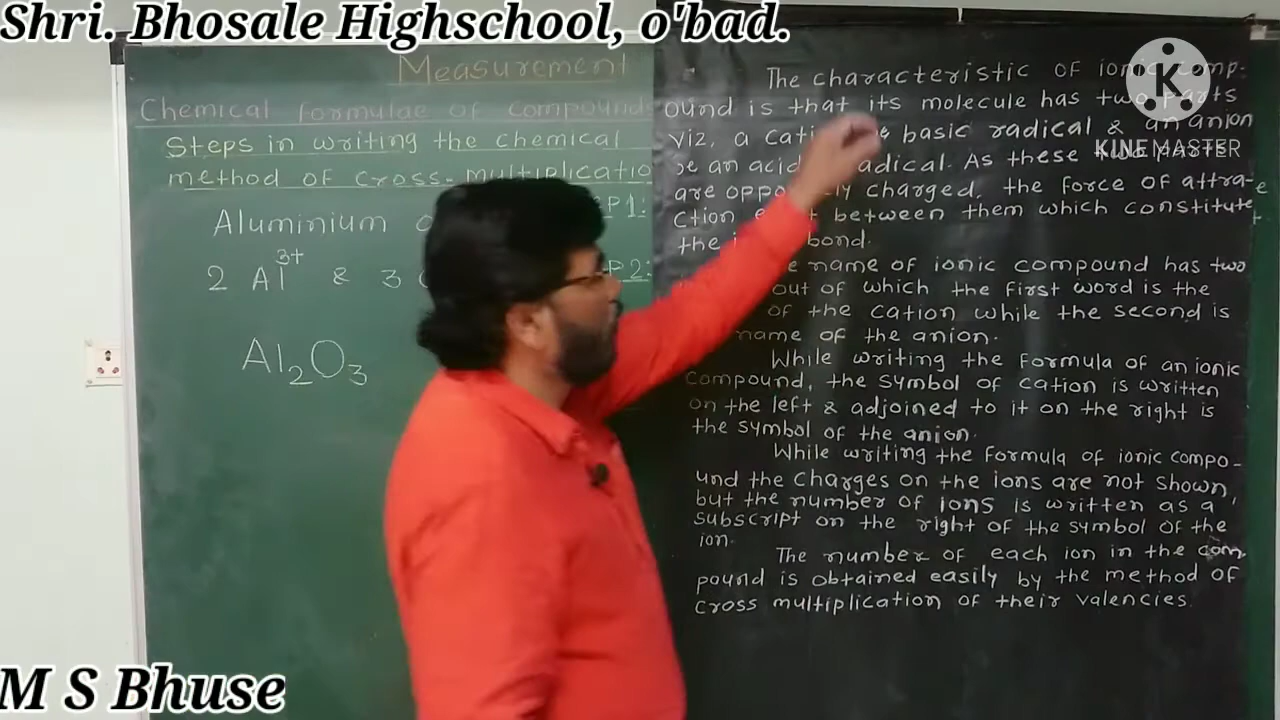 Shri. Bhosale Highschool, o'bad.
Measurement
Chemical formulae of compound
Steps in writing the chemical
method of cross-multiplicatio
Aluminium
P1:
2 Al3+ & 3
P2:
Al2O3
The characteristic of ionic comp-
ound is that its molecule has two parts
viz, a basic radical & an anion
ie an radical. As these two parts
are charged, the force of attra-
ction between them which constitute
the bond.
name of ionic compound has two
out of which the first word is the
of the cation while the second is
name of the anion.
While writing the formula of an ionic
compound, the symbol of cation is written
on the left & adjoined to it on the right is
the symbol of the anion.
While writing the formula of ionic compo-
und the charges on the ions are not shown,
but the number of ions is written as a
subscript on the right of the symbol of the
ion.
The number of each ion in the com
pound is obtained easily by the method of
cross multiplication of their valencies.
K
KINEMASTER
M S Bhuse